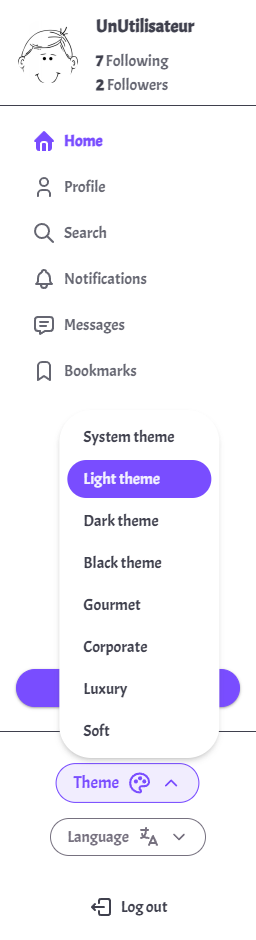 UnUtilisateur
7 Following
2 Followers
Home
Profile
Search
Notifications
Messages
Bookmarks
System theme
Light theme
Dark theme
Black theme
Gourmet
Corporate
Luxury
Soft
Theme
Language
Log out